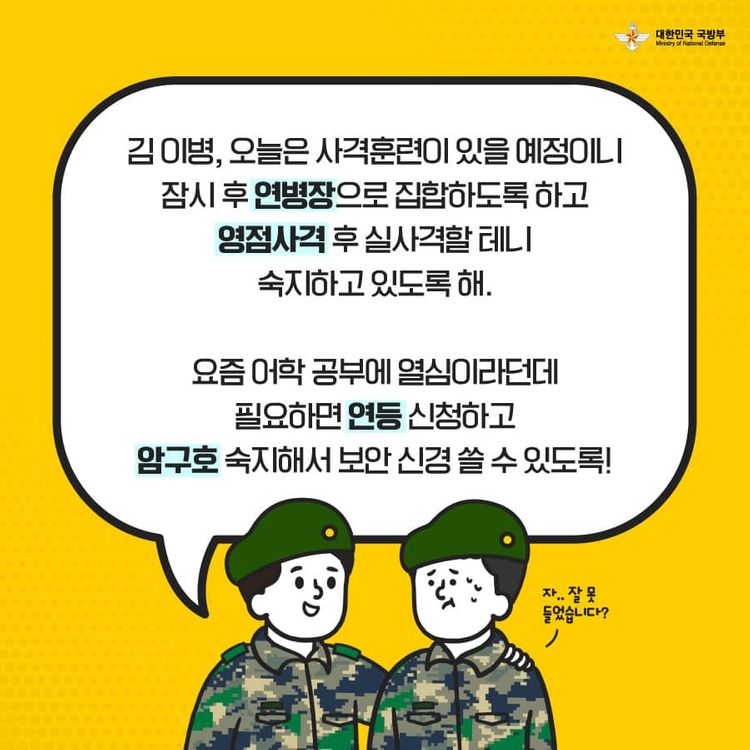 대한민국 국방부
Ministry of National Defense
김 이병, 오늘은 사격훈련이 있을 예정이니
잠시 후 연병장으로 집합하도록 하고
영점사격 후 실사격할 테니
숙지하고 있도록 해.
요즘 어학 공부에 열심이라던데
필요하면 연등 신청하고
암구호 숙지해서 보안 신경 쓸 수 있도록!
자.. 잘 못
들었습니다?